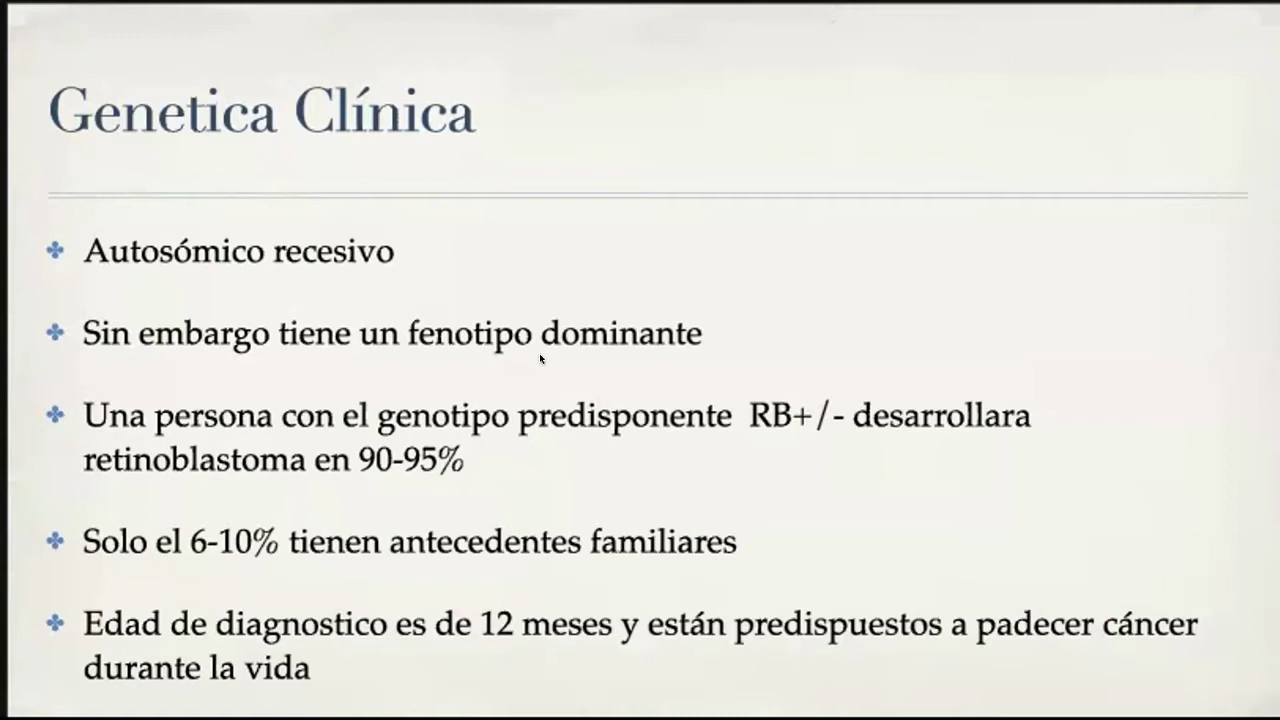 Genetica Clínica
Autosómico recesivo
Sin embargo tiene un fenotipo dominante
Una persona con el genotipo predisponente RB+/- desarrollara
retinoblastoma en 90-95%
Solo el 6-10% tienen antecedentes familiares
Edad de diagnostico es de 12 meses y están predispuestos a padecer cáncer
durante la vida